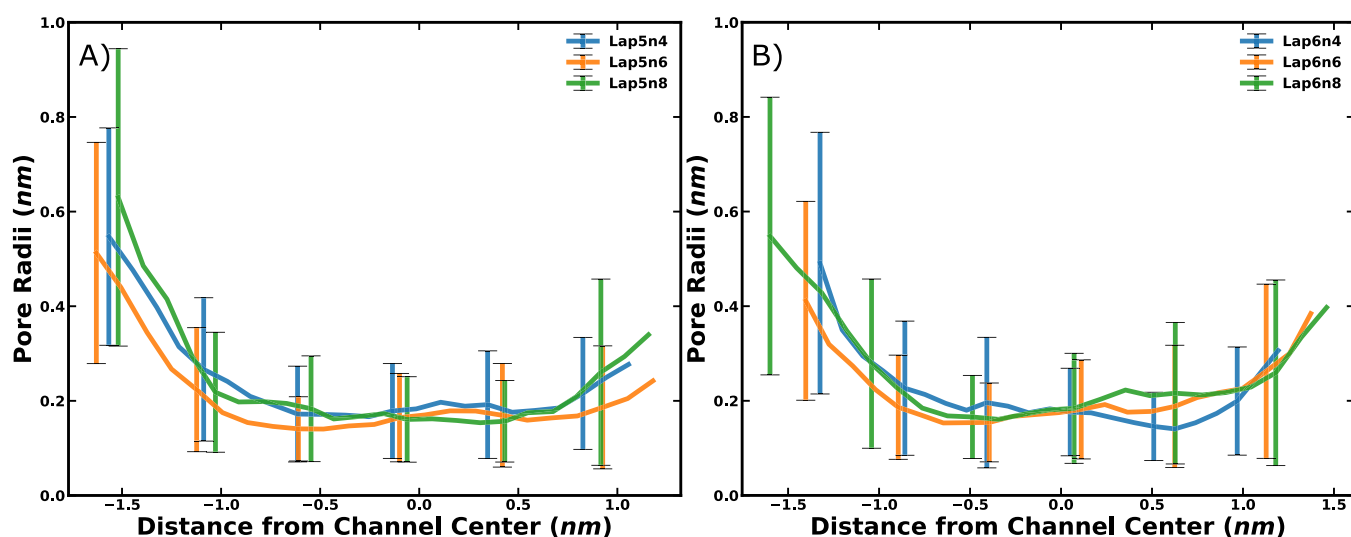 A)
Lap5n4
Lap5n6
Lap5n8
Pore Radii (nm)
1.0
0.8
0.6
0.4
0.2
0.0
−1.5 −1.0 −0.5 0.0 0.5 1.0
Distance from Channel Center (nm)
B)
Lap6n4
Lap6n6
Lap6n8
Pore Radii (nm)
1.0
0.8
0.6
0.4
0.2
0.0
−1.5 −1.0 −0.5 0.0 0.5 1.0 1.5
Distance from Channel Center (nm)